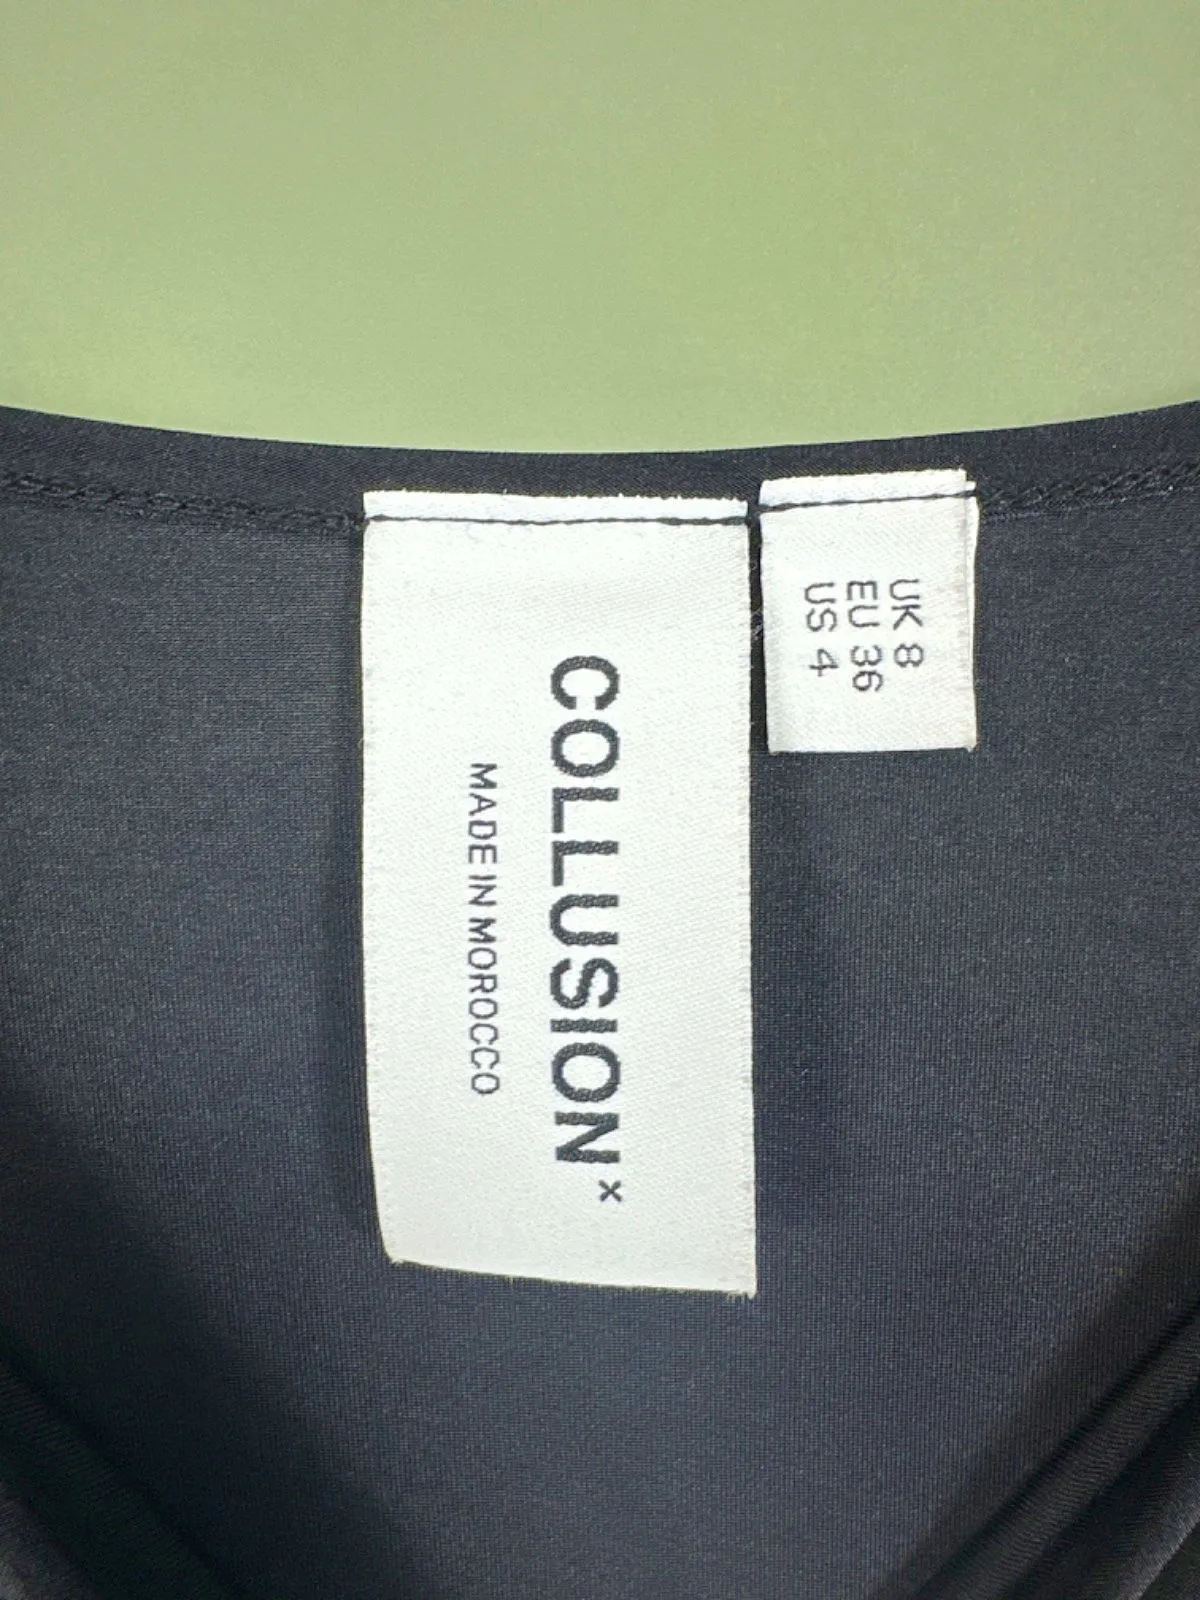 COLLUSION x
MADE IN MOROCCO
UK 8
EU 36
US 4